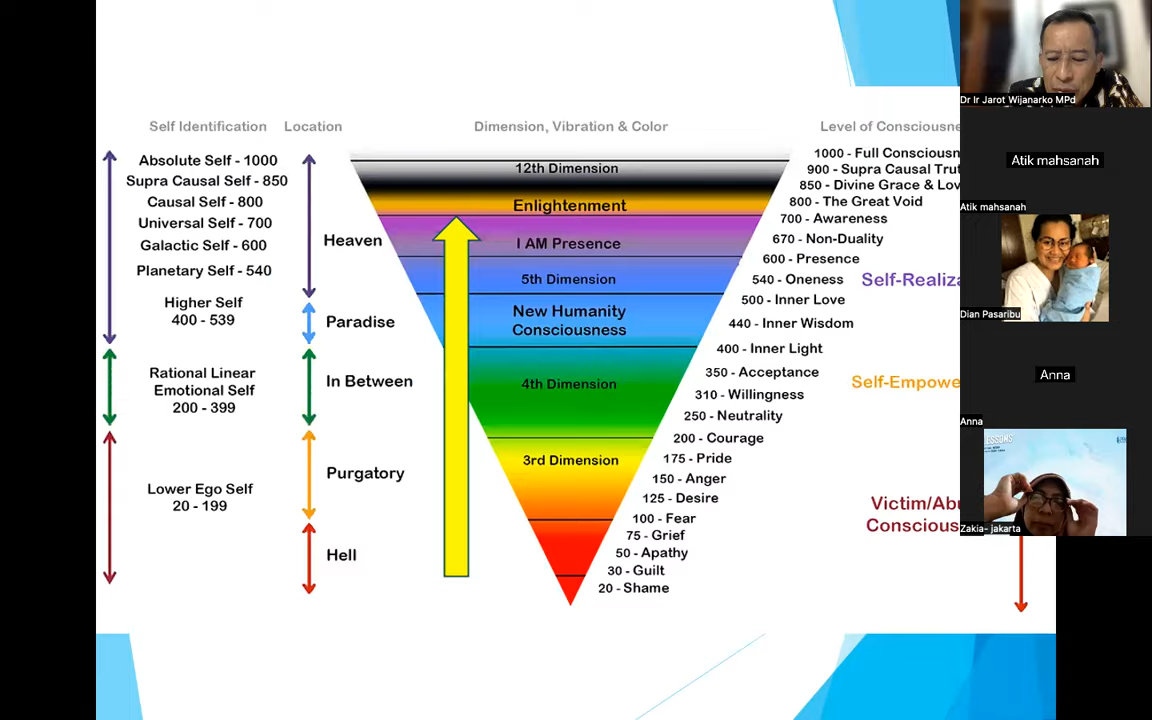 Self Identification
Location
Dimension, Vibration & Color
Level of Consciousne
Absolute Self - 1000
Supra Causal Self - 850
Causal Self - 800
Universal Self - 700
Galactic Self - 600
Planetary Self - 540
Higher Self
400 - 539
Rational Linear
Emotional Self
200 - 399
Lower Ego Self
20 - 199
Heaven
Paradise
In Between
Purgatory
Hell
12th Dimension
Enlightenment
I AM Presence
5th Dimension
New Humanity
Consciousness
4th Dimension
3rd Dimension
1000 - Full Consciousn
900 - Supra Causal Trut
850 - Divine Grace & Lov
800 - The Great Void
700 - Awareness
670 - Non-Duality
600 - Presence
540 - Oneness
500 - Inner Love
440 - Inner Wisdom
400 - Inner Light
350 - Acceptance
310 - Willingness
250 - Neutrality
200 - Courage
175 - Pride
150 - Anger
125 - Desire
100 - Fear
75 - Grief
50 - Apathy
30 - Guilt
20 - Shame
Self-Realiza
Self-Empowe
Victim/Abu
Conscious
Dr Ir Jarot Wijanarko MPd
Atik mahsanah
Atik mahsanah
Dian Pasaribu
Anna
Anna
ESSONS
Zakia- jakarta